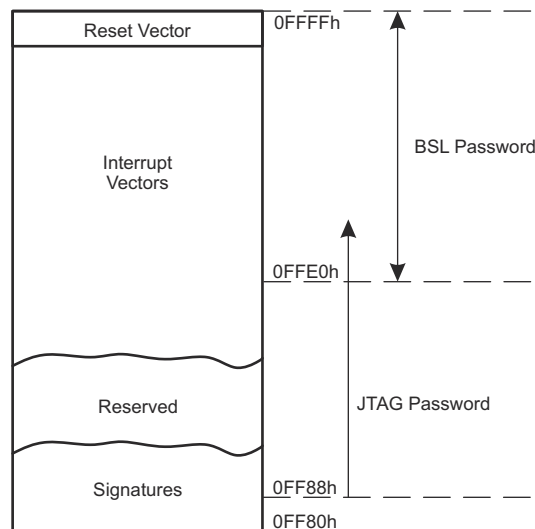 Reset Vector
0FFFFh
BSL Password
Interrupt
Vectors
0FFE0h
Reserved
JTAG Password
Signatures
0FF88h
0FF80h